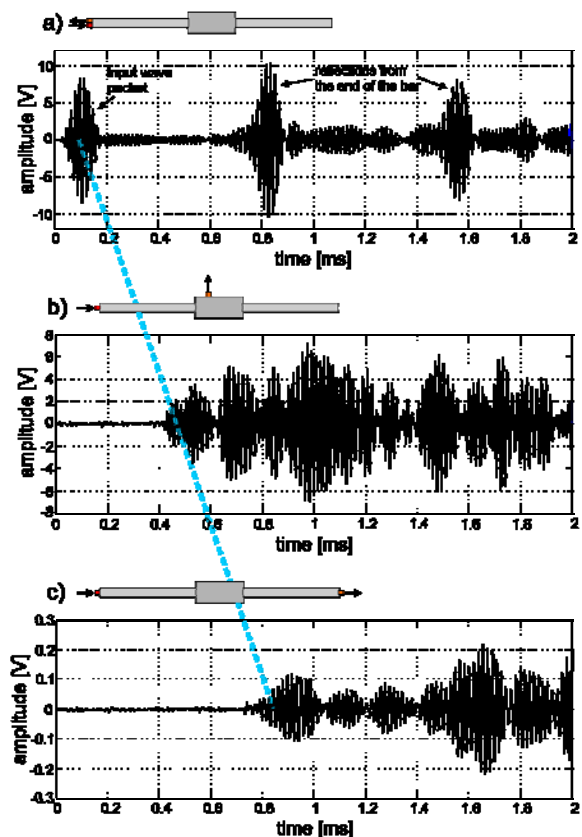 a)
input wave
packet
reflections from
the end of the bar
amplitude [V]
10
5
0
-5
-10
0 0.2 0.4 0.6 0.8 1 1.2 1.4 1.6 1.8 2
time [ms]
b)
amplitude [V]
8
6
4
2
0
-2
-4
-6
-8
0 0.2 0.4 0.6 0.8 1 1.2 1.4 1.6 1.8 2
time [ms]
c)
amplitude [V]
0.3
0.2
0.1
0
-0.1
-0.2
-0.3
0 0.2 0.4 0.6 0.8 1 1.2 1.4 1.6 1.8 2
time [ms]